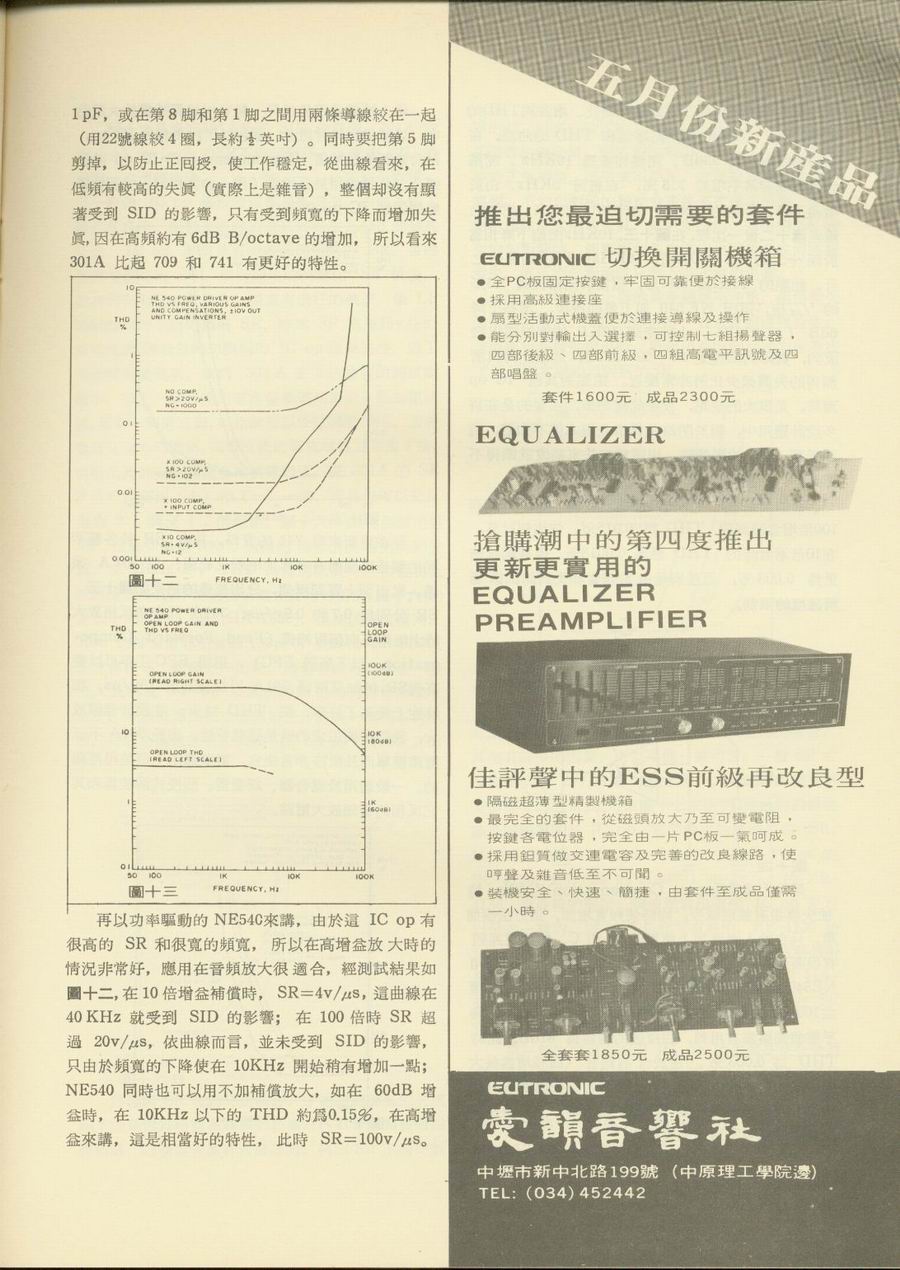 1pF，或在第8脚和第1脚之間用兩條導線絞在一起
（用22號線絞4圈，長約½英吋）。同時要把第5脚
剪掉，以防止正回授，使工作穩定，從曲線看來，在
低頻有較高的失眞（實際上是雜音），整個却沒有顯
著受到 SID 的影響，只有受到頻寬的下降而增加失
眞,因在高頻約有6dB B/octave的增加， 所以看來
301A 比起 709 和 741 有更好的特性。
10
NE 540 POWER DRIVER OP AMP
THD VS FREQ, VARIOUS GAINS
AND COMPENSATIONS, ±10V OUT
UNITY GAIN INVERTER
THD
%
1
NO COMP,
SR>20V/μS
NG=1000
0.1
X100 COMP,
SR>20V/μS
NG=102
0.01
X100 COMP,
+ INPUT COMP
X10 COMP,
SR=4V/μS
NG=12
0.001
50 100 1K 10K 100K
圖十二 FREQUENCY, Hz
NE 540 POWER DRIVER
OP AMP
OPEN LOOP GAIN AND
THD VS FREQ
THD
%
OPEN
LOOP
GAIN
100K
(100dB)
OPEN LOOP GAIN
(READ RIGHT SCALE)
10
10K
(80dB)
OPEN LOOP THD
(READ LEFT SCALE)
1
1K
(60dB)
0.1
50 100 1K 10K 100K
圖十三 FREQUENCY, Hz
再以功率驅動的 NE540來講，由於這 IC op 有
很高的 SR 和很寬的頻寬， 所以在高增益放大時的
情況非常好，應用在音頻放大很適合，經測試結果如
圖十二,在10倍增益補償時， SR=4v/μs，這曲線在
40KHz 就受到 SID 的影響； 在 100 倍時 SR 超
過 20v/μs，依曲線而言，並未受到 SID 的影響，
只由於頻寬的下降使在 10KHz 開始稍有增加一點；
NE540 同時也可以用不加補償放大，如在 60dB 增
益時，在 10KHz 以下的 THD 約爲0.15%，在高增
益來講，這是相當好的特性， 此時 SR=100v/μs。
五月份新產品
推出您最迫切需要的套件
EUTRONIC 切換開關機箱
●全PC板固定按鍵，牢固可靠便於接線
●採用高級連接座
●扇型活動式機蓋便於連接導線及操作
●能分別對輸出入選擇，可控制七組揚聲器，
四部後級、四部前級，四組高電平訊號及四
部唱盤。
套件1600元 成品2300元
EQUALIZER
搶購潮中的第四度推出
更新更實用的
EQUALIZER
PREAMPLIFIER
佳評聲中的ESS前級再改良型
●隔磁超薄型精製機箱
●最完全的套件，從磁頭放大乃至可變電阻，
按鍵各電位器，完全由一片PC板一氣呵成。
●採用鉭質做交連電容及完善的改良線路，使
哼聲及雜音低至不可聞。
●裝機安全、快速、簡捷，由套件至成品僅需
一小時。
全套套1850元 成品2500元
EUTRONIC
愛韻音響社
中壢市新中北路199號（中原理工學院邊）
TEL: (034) 452442